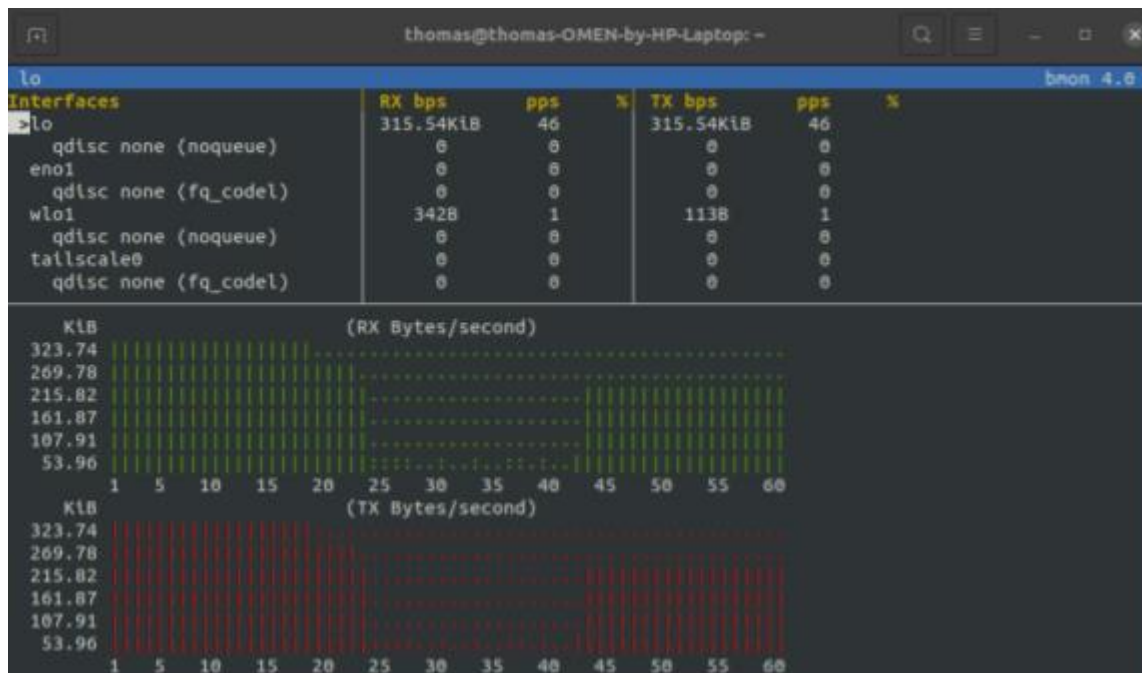 thomas@thomas-OMEN-by-HP-Laptop: ~
lo bmon 4.0
Interfaces RX bps pps % TX bps pps %
>lo 315.54KiB 46 315.54KiB 46
qdisc none (noqueue) 0 0 0 0
eno1 0 0 0 0
qdisc none (fq_codel) 0 0 0 0
wlo1 342B 1 113B 1
qdisc none (noqueue) 0 0 0 0
tailscale0 0 0 0 0
qdisc none (fq_codel) 0 0 0 0
KiB (RX Bytes/second)
323.74
269.78
215.82
161.87
107.91
53.96
1 5 10 15 20 25 30 35 40 45 50 55 60
KiB (TX Bytes/second)
323.74
269.78
215.82
161.87
107.91
53.96
1 5 10 15 20 25 30 35 40 45 50 55 60